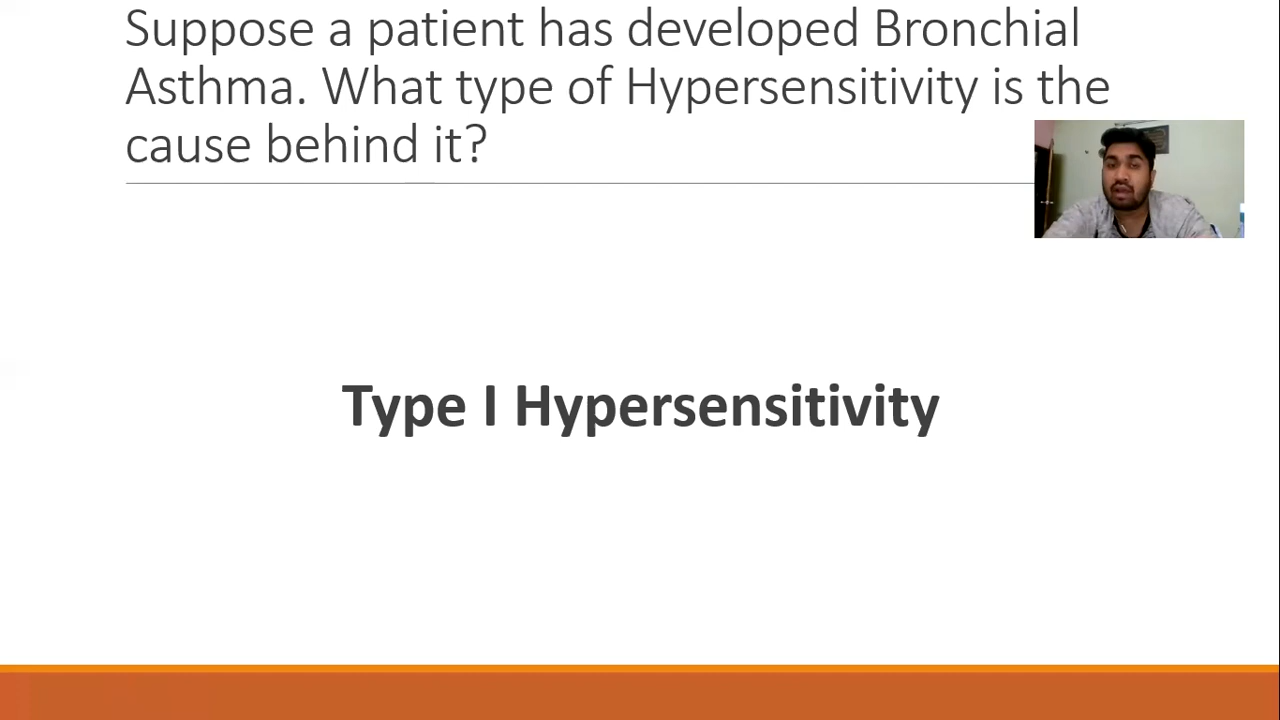 Suppose a patient has developed Bronchial
Asthma. What type of Hypersensitivity is the
cause behind it?
Type I Hypersensitivity